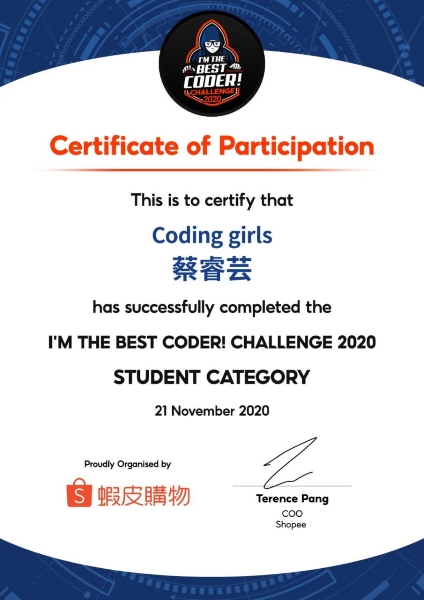 I'M THE
BEST
CODER!
CHALLENGE
2020
Certificate of Participation
This is to certify that
Coding girls
蔡睿芸
has successfully completed the
I'M THE BEST CODER! CHALLENGE 2020
STUDENT CATEGORY
21 November 2020
Proudly Organised by
S 蝦皮購物
Terence Pang
COO
Shopee